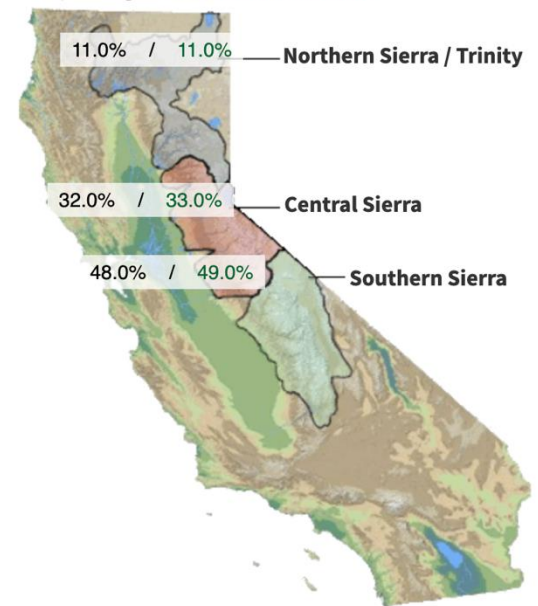 11.0% / 11.0% Northern Sierra / Trinity
32.0% / 33.0% Central Sierra
48.0% / 49.0% Southern Sierra